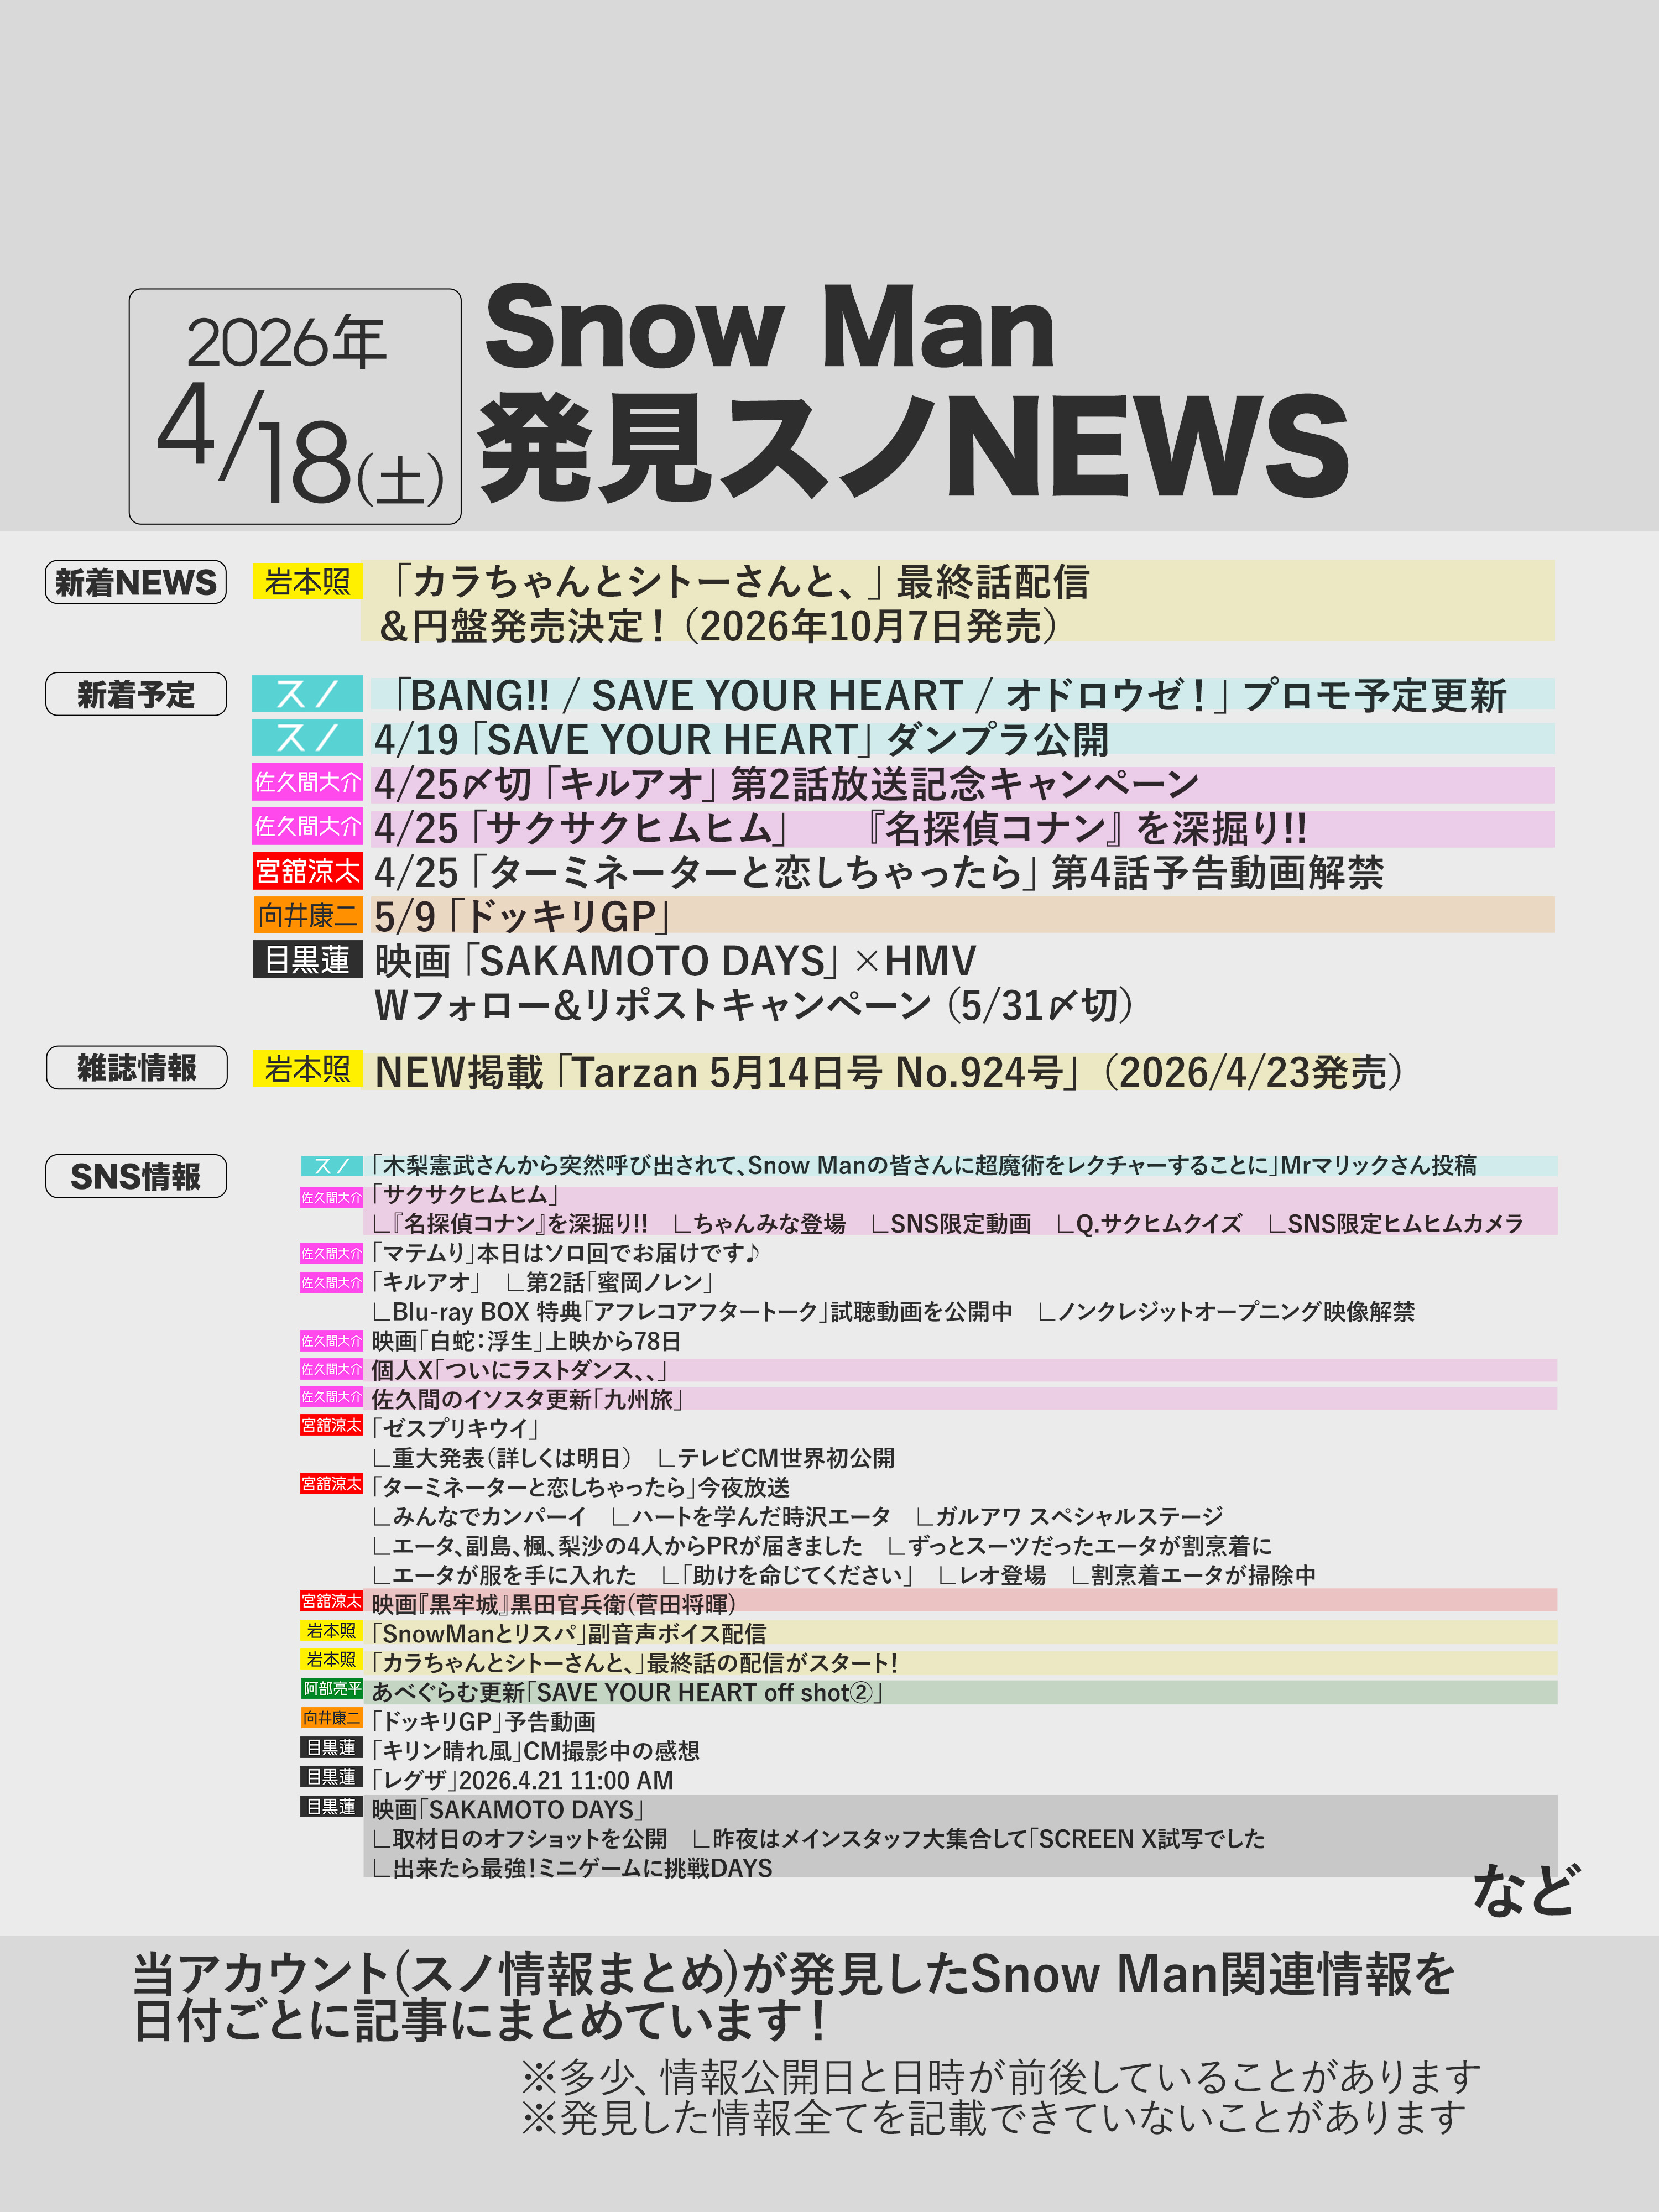 2026年
4/18(土)
Snow Man
発見スノNEWS
新着NEWS
岩本照 「カラちゃんとシトーさんと、」最終話配信
&円盤発売決定！（2026年10月7日発売）
新着予定
スノ 「BANG!! / SAVE YOUR HEART / オドロウゼ！」プロモ予定更新
スノ 4/19「SAVE YOUR HEART」ダンプラ公開
佐久間大介 4/25〆切「キルアオ」第2話放送記念キャンペーン
佐久間大介 4/25「サクサクヒムヒム」 『名探偵コナン』を深掘り!!
宮舘涼太 4/25「ターミネーターと恋しちゃったら」第4話予告動画解禁
向井康二 5/9「ドッキリGP」
目黒蓮 映画「SAKAMOTO DAYS」×HMV
Wフォロー&リポストキャンペーン（5/31〆切）
雑誌情報
岩本照 NEW掲載「Tarzan 5月14日号 No.924号」（2026/4/23発売）
SNS情報
スノ 「木梨憲武さんから突然呼び出されて、Snow Manの皆さんに超魔術をレクチャーすることに」Mrマリックさん投稿
佐久間大介 「サクサクヒムヒム」
∟『名探偵コナン』を深掘り!! ∟ちゃんみな登場 ∟SNS限定動画 ∟Q.サクヒムクイズ ∟SNS限定ヒムヒムカメラ
佐久間大介 「マテムり」本日はソロ回でお届けです♪
佐久間大介 「キルアオ」 ∟第2話「蜜岡ノレン」
∟Blu-ray BOX 特典「アフレコアフタートーク」試聴動画を公開中 ∟ノンクレジットオープニング映像解禁
佐久間大介 映画「白蛇：浮生」上映から78日
佐久間大介 個人X「ついにラストダンス、、」
佐久間大介 佐久間のイソスタ更新「九州旅」
宮舘涼太 「ゼスプリキウイ」
∟重大発表（詳しくは明日） ∟テレビCM世界初公開
宮舘涼太 「ターミネーターと恋しちゃったら」今夜放送
∟みんなでカンパーイ ∟ハートを学んだ時沢エータ ∟ガルアワ スペシャルステージ
∟エータ、副島、楓、梨沙の4人からPRが届きました ∟ずっとスーツだったエータが割烹着に
∟エータが服を手に入れた ∟「助けを命じてください」 ∟レオ登場 ∟割烹着エータが掃除中
宮舘涼太 映画『黒牢城』黒田官兵衛(菅田将暉)
岩本照 「SnowManとリスパ」副音声ボイス配信
岩本照 「カラちゃんとシトーさんと、」最終話の配信がスタート！
阿部亮平 あべぐらむ更新「SAVE YOUR HEART off shot②」
向井康二 「ドッキリGP」予告動画
目黒蓮 「キリン晴れ風」CM撮影中の感想
目黒蓮 「レグザ」2026.4.21 11:00 AM
目黒蓮 映画「SAKAMOTO DAYS」
∟取材日のオフショットを公開 ∟昨夜はメインスタッフ大集合して「SCREEN X試写でした
∟出来たら最強！ミニゲームに挑戦DAYS
など
当アカウント(スノ情報まとめ)が発見したSnow Man関連情報を
日付ごとに記事にまとめています！
※多少、情報公開日と日時が前後していることがあります
※発見した情報全てを記載できていないことがあります